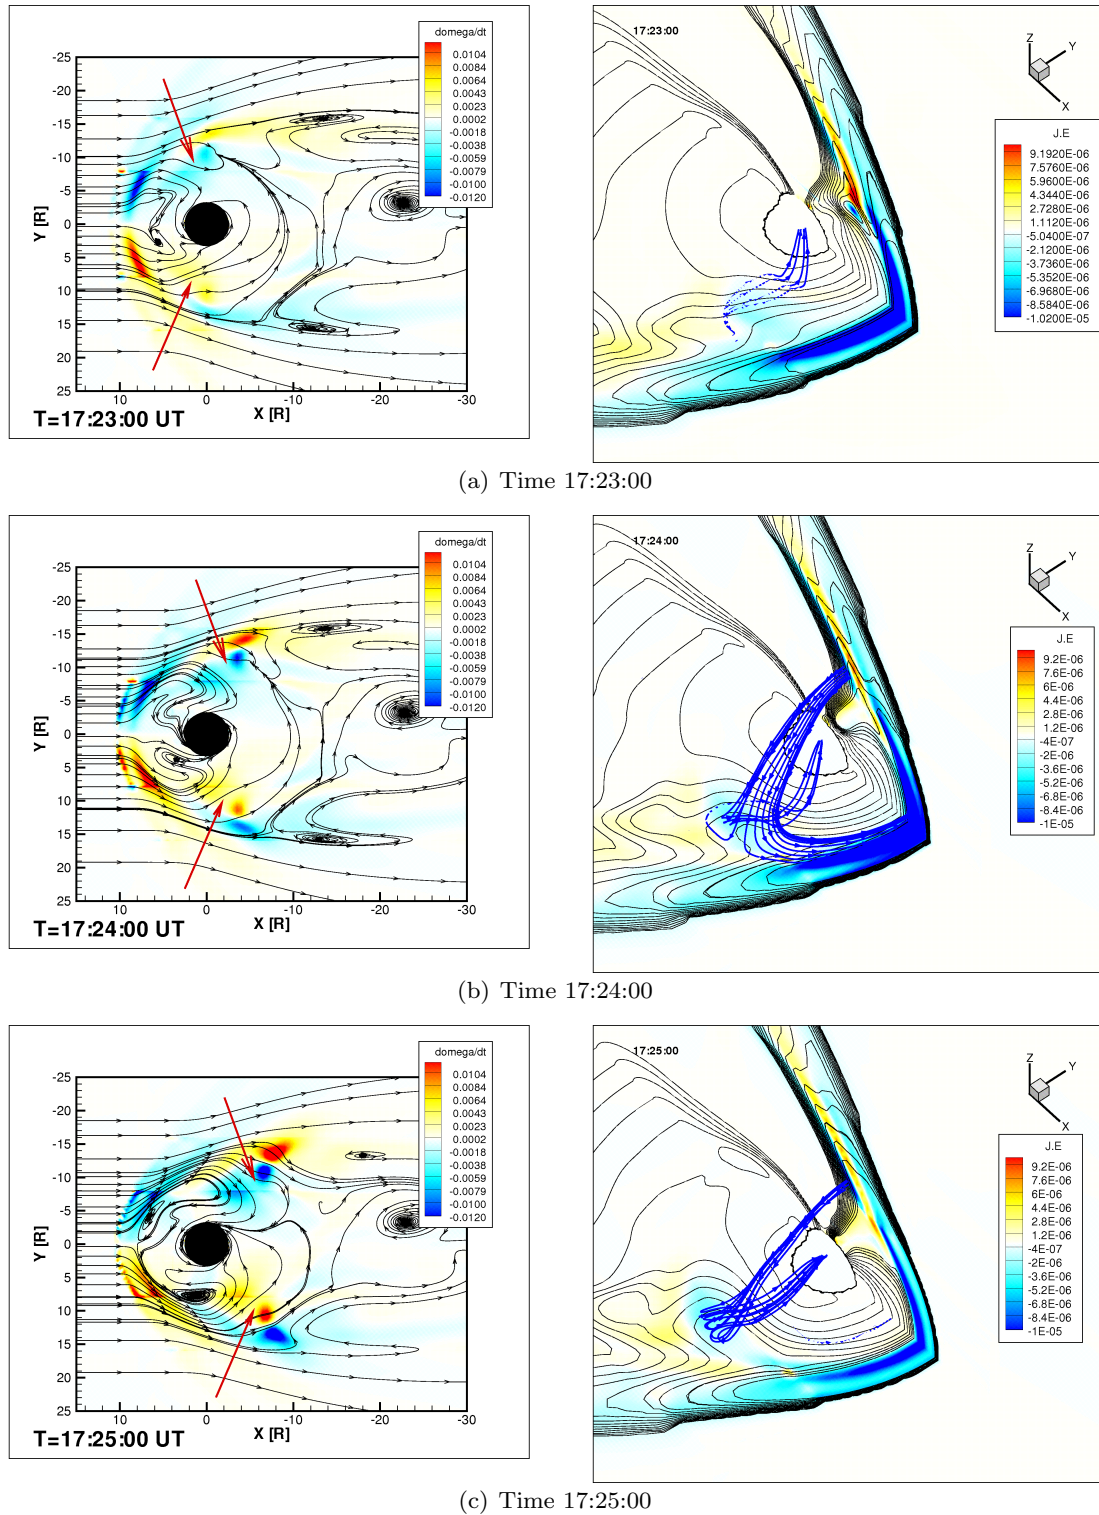 domega/dt
0.0104
0.0084
0.0064
0.0043
0.0023
0.0002
-0.0018
-0.0038
-0.0059
-0.0079
-0.0100
-0.0120
-25
-20
-15
-10
-5
0
5
10
15
20
25
Y [R]
10 0 -10 -20 -30
X [R]
T=17:23:00 UT
17:23:00
Z
Y
X
J.E
9.1920E-06
7.5760E-06
5.9600E-06
4.3440E-06
2.7280E-06
1.1120E-06
-5.0400E-07
-2.1200E-06
-3.7360E-06
-5.3520E-06
-6.9680E-06
-8.5840E-06
-1.0200E-05
(a) Time 17:23:00
domega/dt
0.0104
0.0084
0.0064
0.0043
0.0023
0.0002
-0.0018
-0.0038
-0.0059
-0.0079
-0.0100
-0.0120
-25
-20
-15
-10
-5
0
5
10
15
20
25
Y [R]
10 0 -10 -20 -30
X [R]
T=17:24:00 UT
17:24:00
Z
Y
X
J.E
9.2E-06
7.6E-06
6E-06
4.4E-06
2.8E-06
1.2E-06
-4E-07
-2E-06
-3.6E-06
-5.2E-06
-6.8E-06
-8.4E-06
-1E-05
(b) Time 17:24:00
domega/dt
0.0104
0.0084
0.0064
0.0043
0.0023
0.0002
-0.0018
-0.0038
-0.0059
-0.0079
-0.0100
-0.0120
-25
-20
-15
-10
-5
0
5
10
15
20
25
Y [R]
10 0 -10 -20 -30
X [R]
T=17:25:00 UT
17:25:00
Z
Y
X
J.E
9.2E-06
7.6E-06
6E-06
4.4E-06
2.8E-06
1.2E-06
-4E-07
-2E-06
-3.6E-06
-5.2E-06
-6.8E-06
-8.4E-06
-1E-05
(c) Time 17:25:00